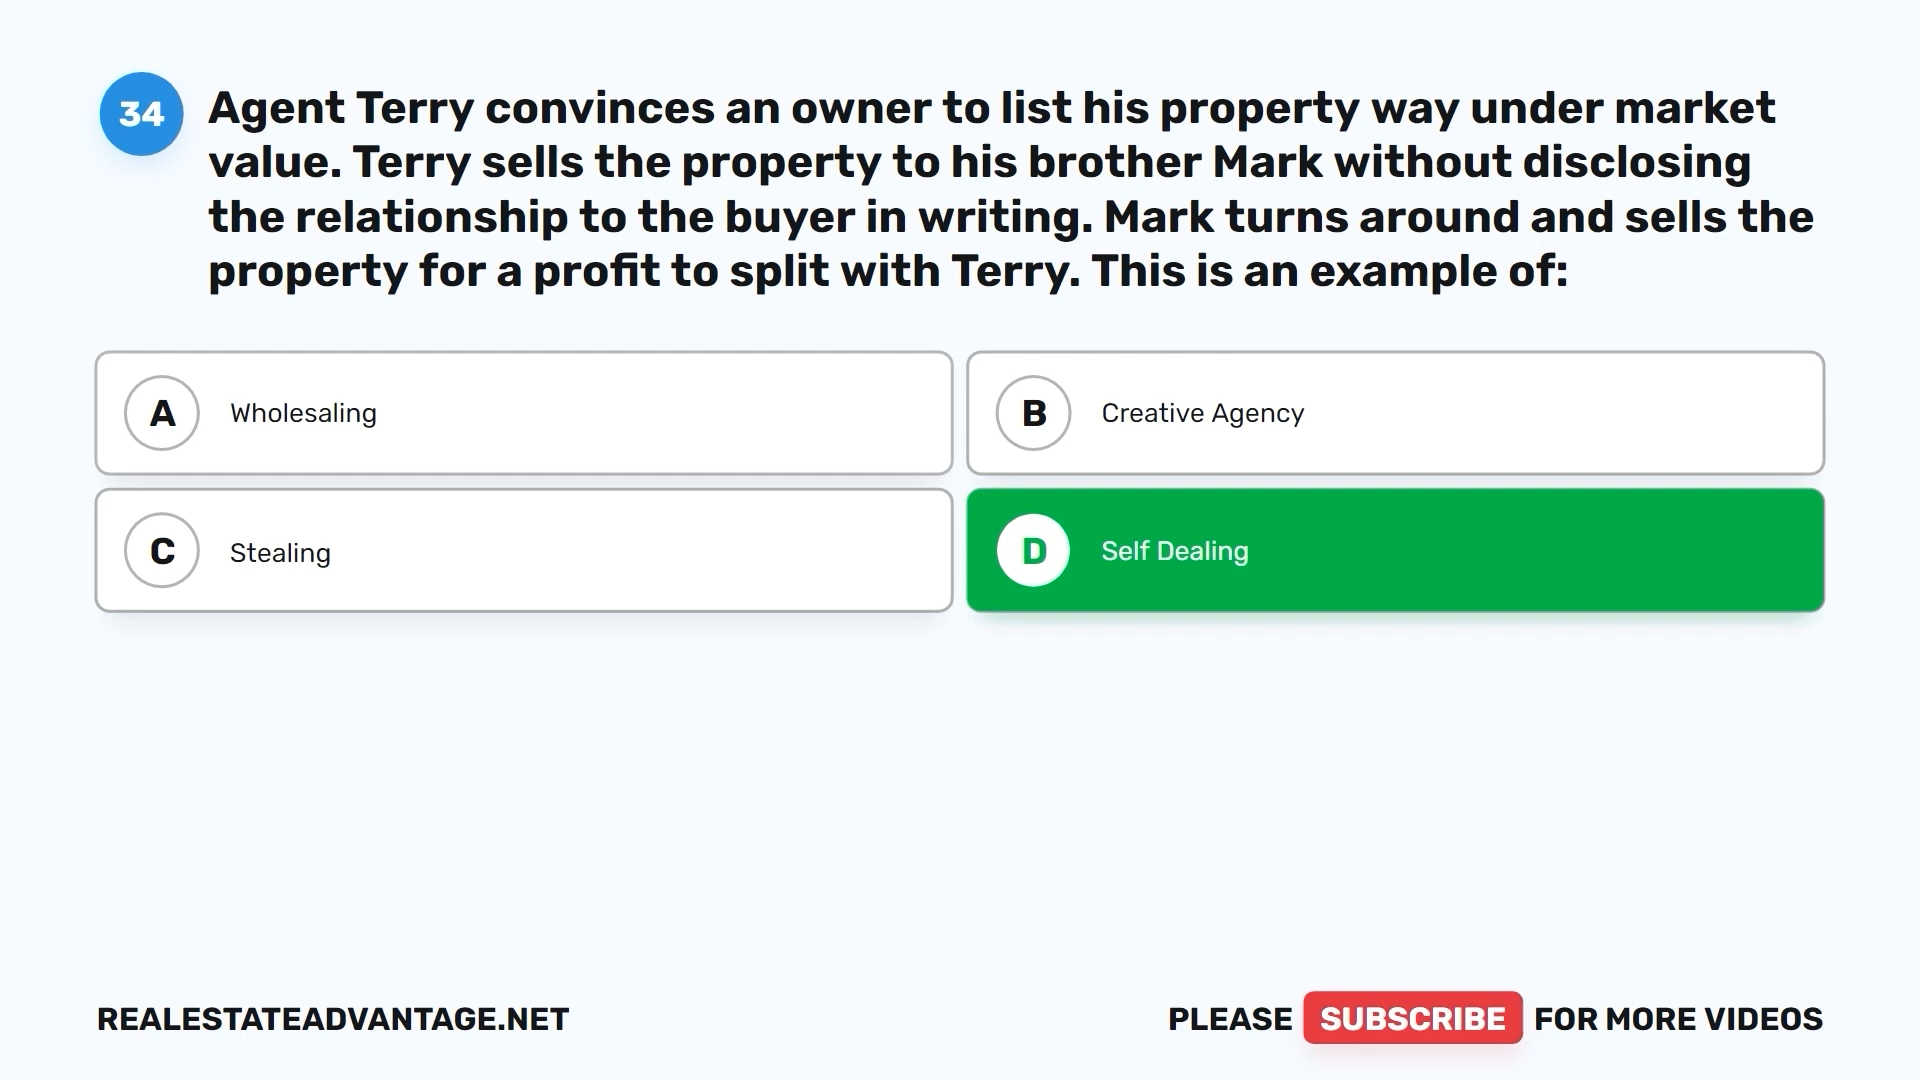 34
Agent Terry convinces an owner to list his property way under market
value. Terry sells the property to his brother Mark without disclosing
the relationship to the buyer in writing. Mark turns around and sells the
property for a profit to split with Terry. This is an example of:
A Wholesaling
B Creative Agency
C Stealing
D Self Dealing
REALESTATEADVANTAGE.NET
PLEASE SUBSCRIBE FOR MORE VIDEOS